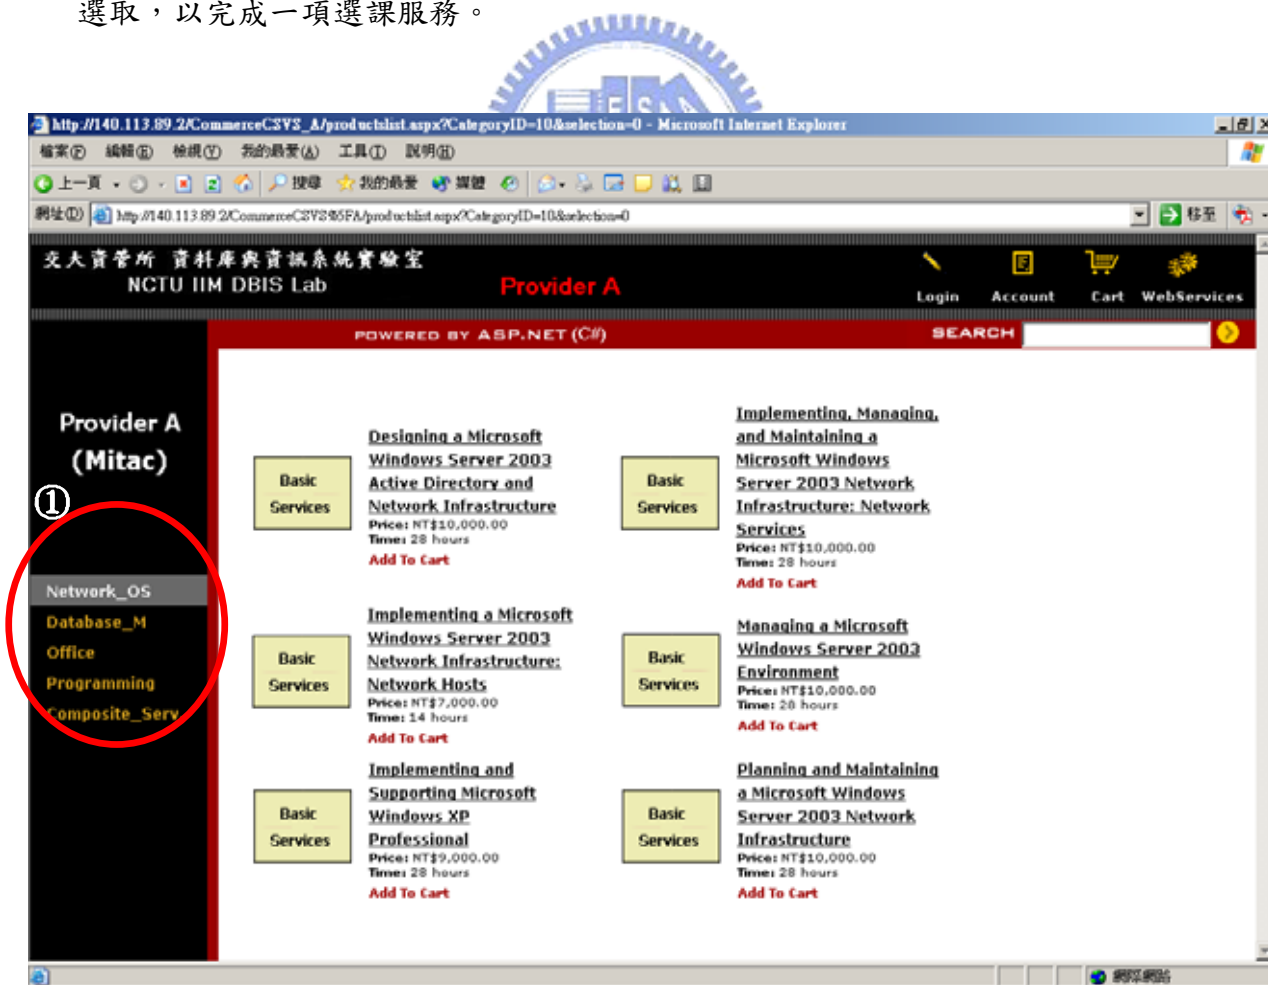 選取，以完成一項選課服務。
http://140.113.89.2/CommerceCSVS_A/productslist.aspx?CategoryID=10&selection=0 - Microsoft Internet Explorer
檔案(F) 編輯(E) 檢視(V) 我的最愛(A) 工具(T) 說明(H)
上一頁 搜尋 我的最愛 媒體
網址(D) http://140.113.89.2/CommerceCSVS%5FA/productslist.aspx?CategoryID=10&selection=0 移至
交大資管所 資料庫與資訊系統實驗室
NCTU IIM DBIS Lab
Provider A
Login Account Cart WebServices
POWERED BY ASP.NET (C#) SEARCH
Provider A
(Mitac)
①
Network_OS
Database_M
Office
Programming
Composite_Serv
Basic
Services
Designing a Microsoft
Windows Server 2003
Active Directory and
Network Infrastructure
Price: NT$10,000.00
Time: 28 hours
Add To Cart
Basic
Services
Implementing, Managing,
and Maintaining a
Microsoft Windows
Server 2003 Network
Infrastructure: Network
Services
Price: NT$10,000.00
Time: 28 hours
Add To Cart
Basic
Services
Implementing a Microsoft
Windows Server 2003
Network Infrastructure:
Network Hosts
Price: NT$7,000.00
Time: 14 hours
Add To Cart
Basic
Services
Managing a Microsoft
Windows Server 2003
Environment
Price: NT$10,000.00
Time: 28 hours
Add To Cart
Basic
Services
Implementing and
Supporting Microsoft
Windows XP
Professional
Price: NT$9,000.00
Time: 28 hours
Add To Cart
Basic
Services
Planning and Maintaining
a Microsoft Windows
Server 2003 Network
Infrastructure
Price: NT$10,000.00
Time: 28 hours
Add To Cart
網際網路